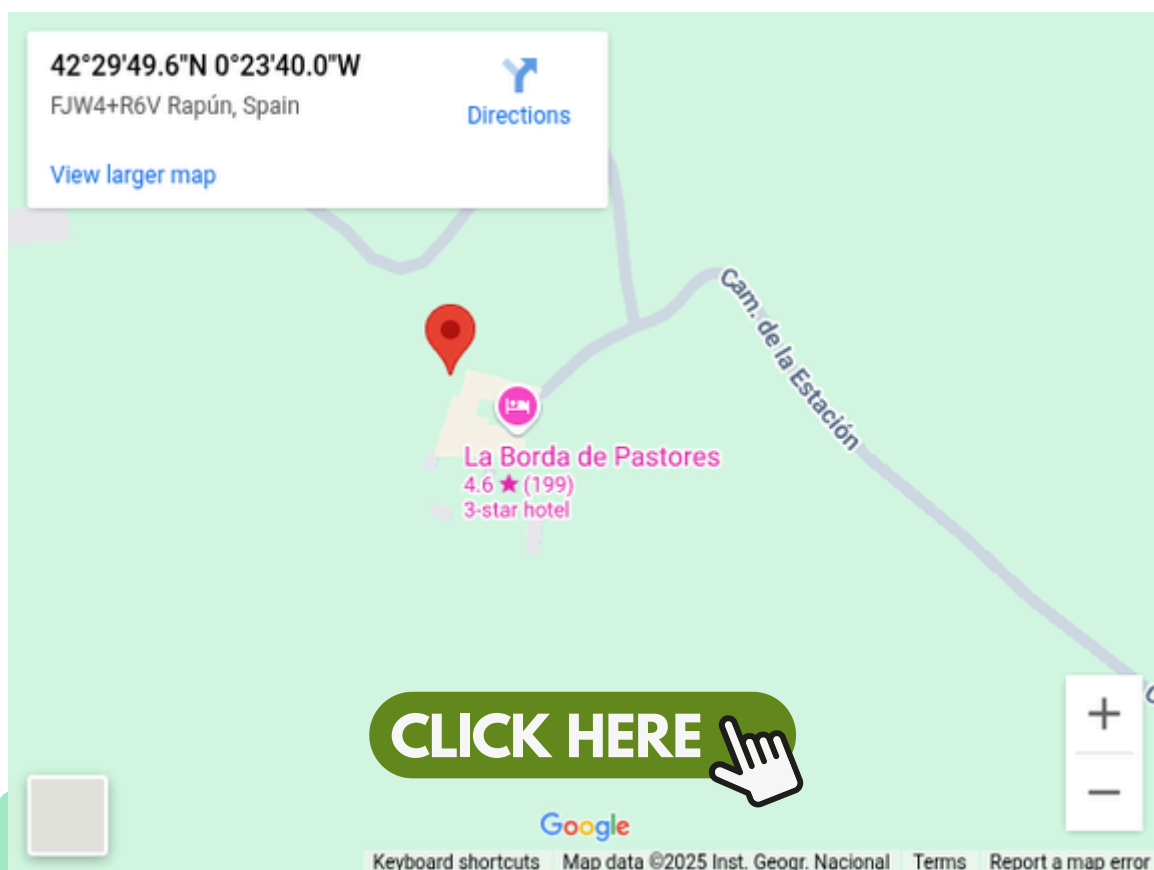 42°29'49.6"N 0°23'40.0"W
FJW4+R6V Rapún, Spain
Directions
View larger map
Cam. de la Estación
La Borda de Pastores
4.6 ★ (199)
3-star hotel
CLICK HERE
+
−
Google
Keyboard shortcuts Map data ©2025 Inst. Geogr. Nacional Terms Report a map error